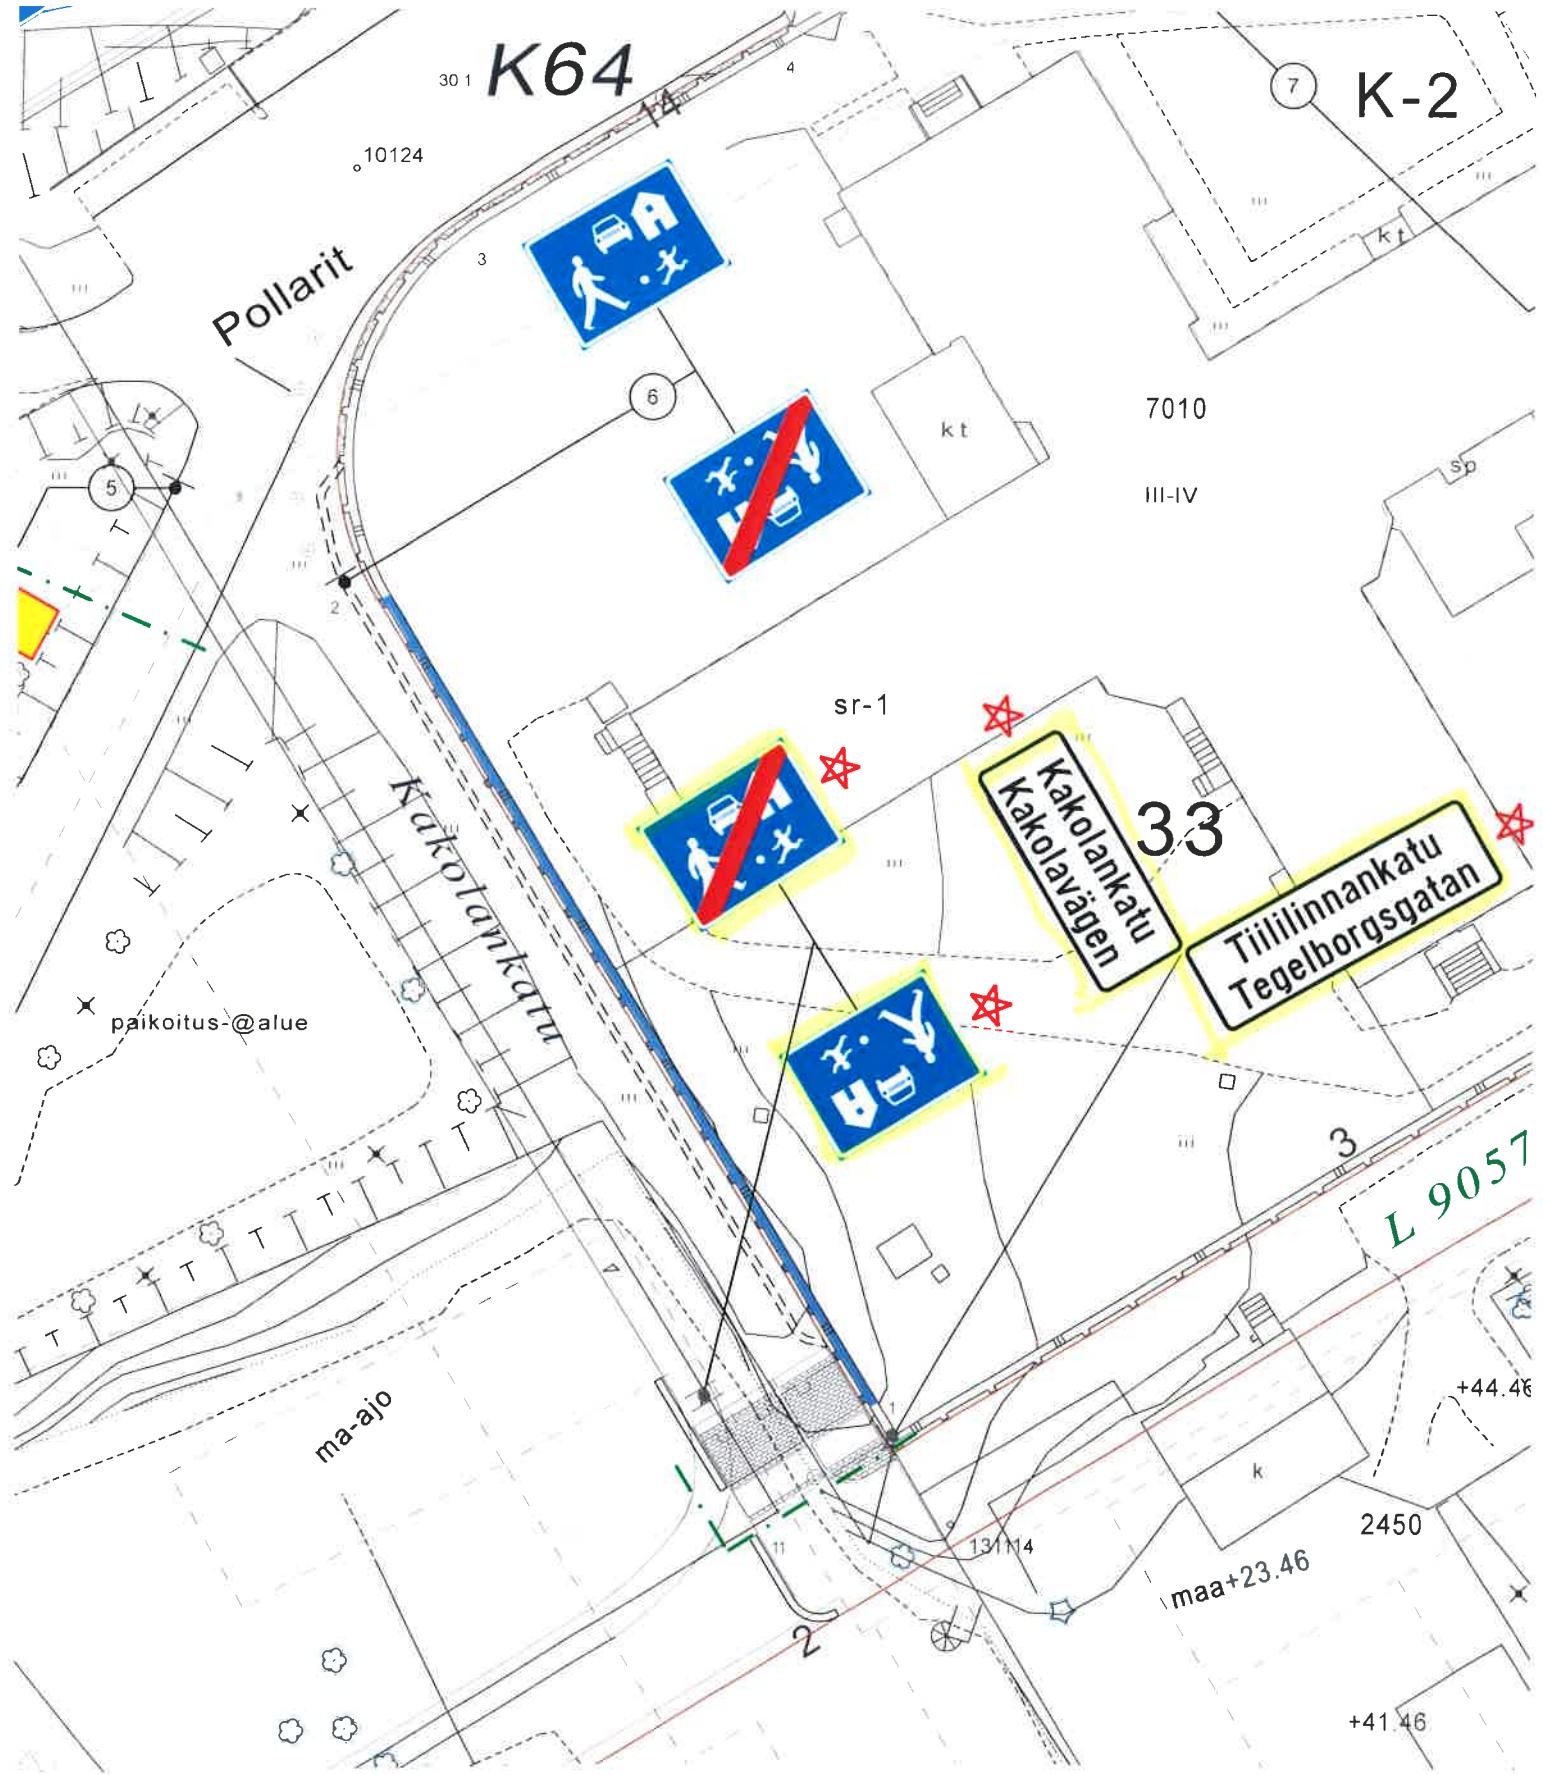 30 1
K64
14
4
7
K-2
10124
3
Pollarit
kt
6
7010
kt
sp
III-IV
5
2
sr-1
Kakolankatu
Kakolavägen
33
Kakolankatu
Tiililinnankatu
Tegelborgsgatan
paikoitus-@alue
3
L 9057
ma-ajo
+44.46
1
k
2450
11
131114
maa+23.46
2
+41.46